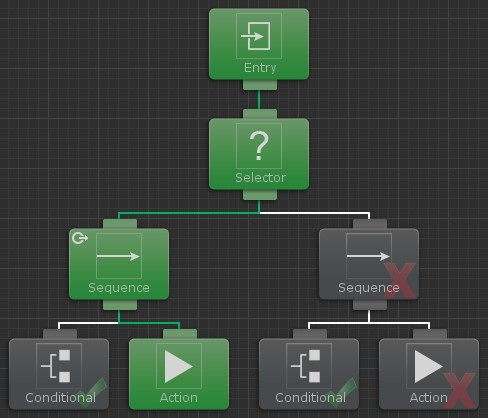 Entry
?
Selector
Sequence
Sequence
Conditional
Action
Conditional
Action